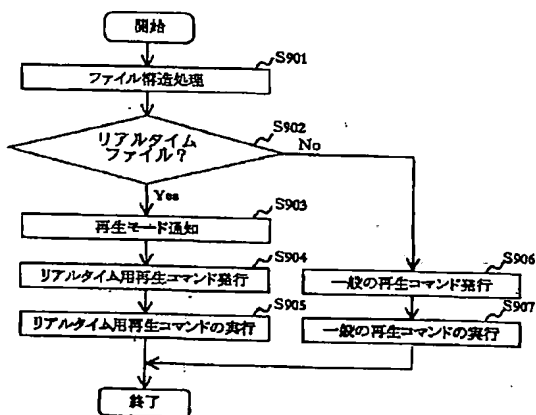 開始
S901
ファイル構造処理
S902
リアルタイム
ファイル？
No
Yes
S903
再生モード通知
S904
リアルタイム用再生コマンド発行
S906
一般の再生コマンド発行
S905
リアルタイム用再生コマンドの実行
S907
一般の再生コマンドの実行
終了